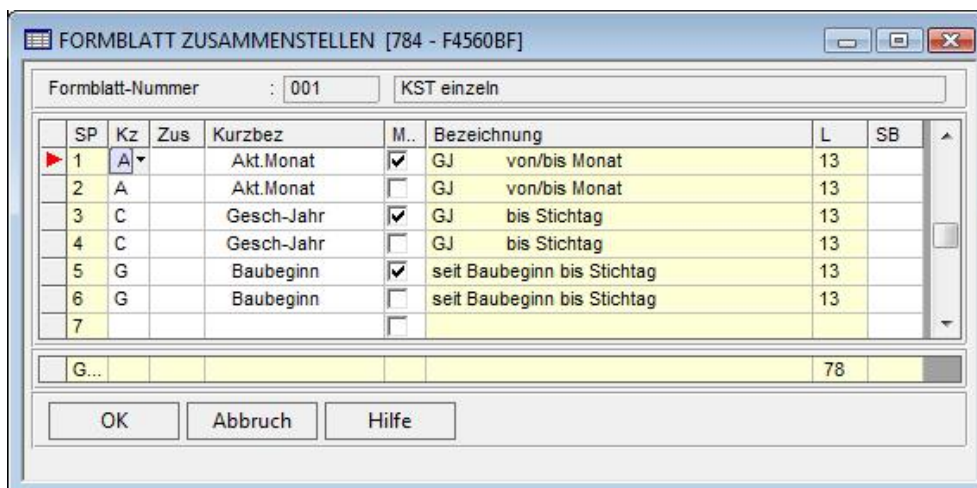 FORMBLATT ZUSAMMENSTELLEN [784 - F4560BF]
Formblatt-Nummer : 001 KST einzeln
SP Kz Zus Kurzbez M.. Bezeichnung L SB
1 A Akt.Monat GJ von/bis Monat 13
2 A Akt.Monat GJ von/bis Monat 13
3 C Gesch-Jahr GJ bis Stichtag 13
4 C Gesch-Jahr GJ bis Stichtag 13
5 G Baubeginn seit Baubeginn bis Stichtag 13
6 G Baubeginn seit Baubeginn bis Stichtag 13
7
G... 78
OK Abbruch Hilfe